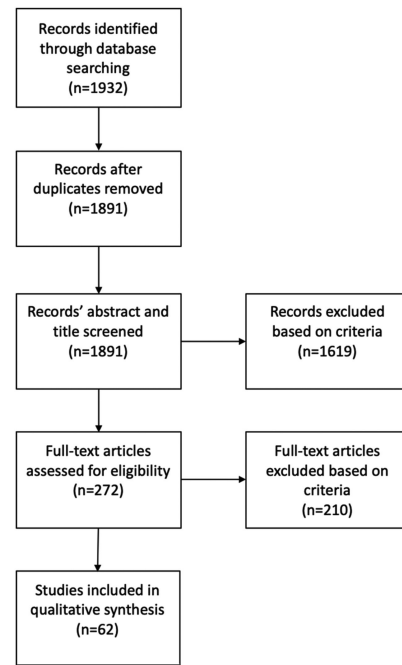 Records identified
through database
searching
(n=1932)
Records after
duplicates removed
(n=1891)
Records’ abstract and
title screened
(n=1891)
Records excluded
based on criteria
(n=1619)
Full-text articles
assessed for eligibility
(n=272)
Full-text articles
excluded based on
criteria
(n=210)
Studies included in
qualitative synthesis
(n=62)